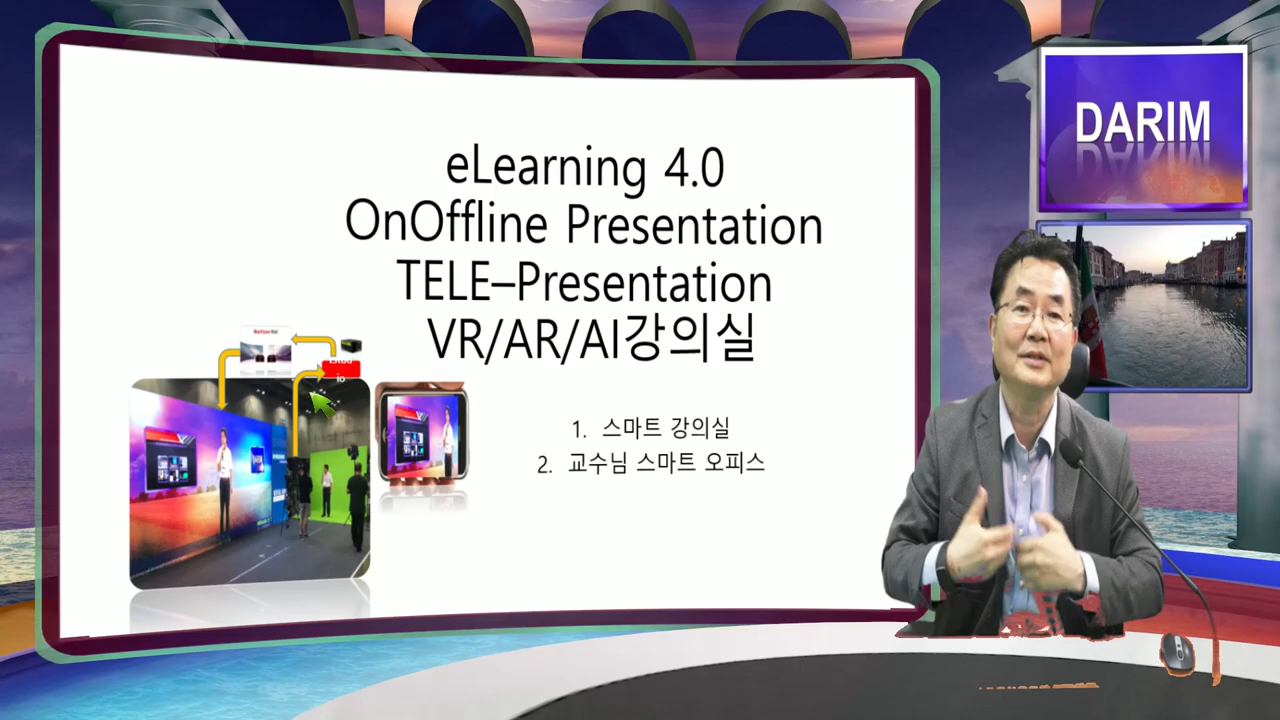 eLearning 4.0
OnOffline Presentation
TELE–Presentation
VR/AR/AI강의실
1. 스마트 강의실
2. 교수님 스마트 오피스
DARIM